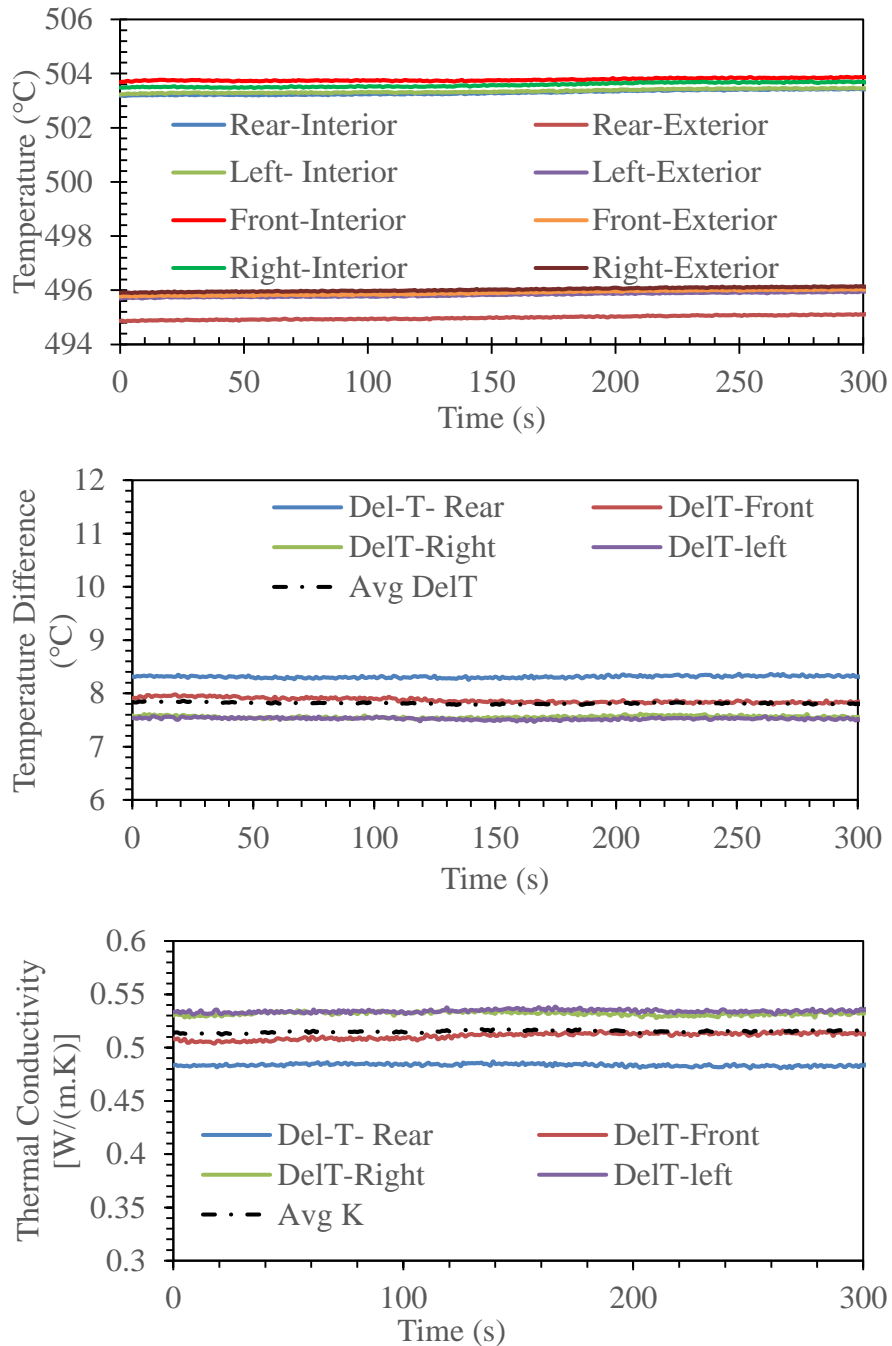 506
504
502
500
498
496
494
Temperature (°C)
Rear-Interior
Rear-Exterior
Left- Interior
Left-Exterior
Front-Interior
Front-Exterior
Right-Interior
Right-Exterior
0 50 100 150 200 250 300
Time (s)
12
11
10
9
8
7
6
Temperature Difference
(°C)
Del-T- Rear
DelT-Front
DelT-Right
DelT-left
Avg DelT
0 50 100 150 200 250 300
Time (s)
0.6
0.55
0.5
0.45
0.4
0.35
0.3
Thermal Conductivity
[W/(m.K)]
Del-T- Rear
DelT-Front
DelT-Right
DelT-left
Avg K
0 100 200 300
Time (s)